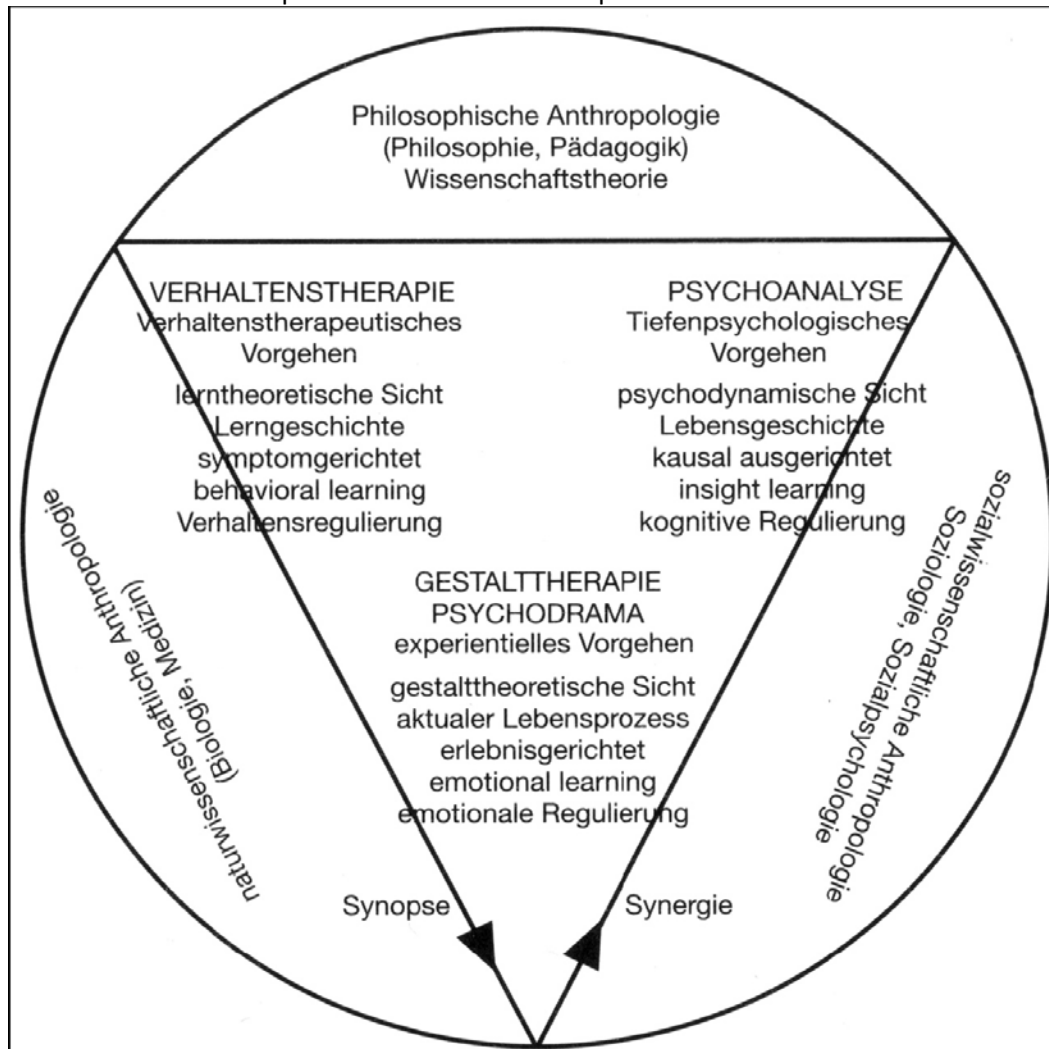 Philosophische Anthropologie
(Philosophie, Pädagogik)
Wissenschaftstheorie
VERHALTENSTHERAPIE
Verhaltenstherapeutisches
Vorgehen
lerntheoretische Sicht
Lerngeschichte
symptomgerichtet
behavioral learning
Verhaltensregulierung
PSYCHOANALYSE
Tiefenpsychologisches
Vorgehen
psychodynamische Sicht
Lebensgeschichte
kausal ausgerichtet
insight learning
kognitive Regulierung
naturwissenschaftliche Anthropologie
(Biologie, Medizin)
sozialwissenschaftliche Anthropologie
Soziologie, Sozialpsychologie
GESTALTTHERAPIE
PSYCHODRAMA
experientielles Vorgehen
gestalttheoretische Sicht
aktualer Lebensprozess
erlebnisgerichtet
emotional learning
emotionale Regulierung
Synopse
Synergie